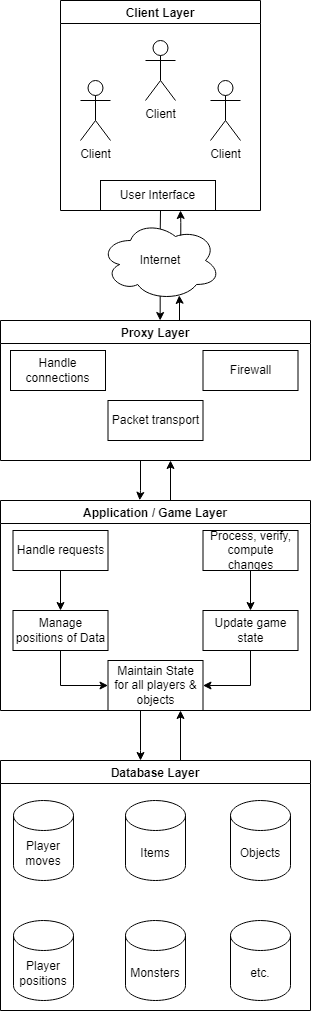 Client Layer
Client
Client
Client
User Interface
Internet
Proxy Layer
Handle
connections
Firewall
Packet transport
Application / Game Layer
Handle requests
Process, verify,
compute
changes
Manage
positions of Data
Update game
state
Maintain State
for all players &
objects
Database Layer
Player
moves
Items
Objects
Player
positions
Monsters
etc.